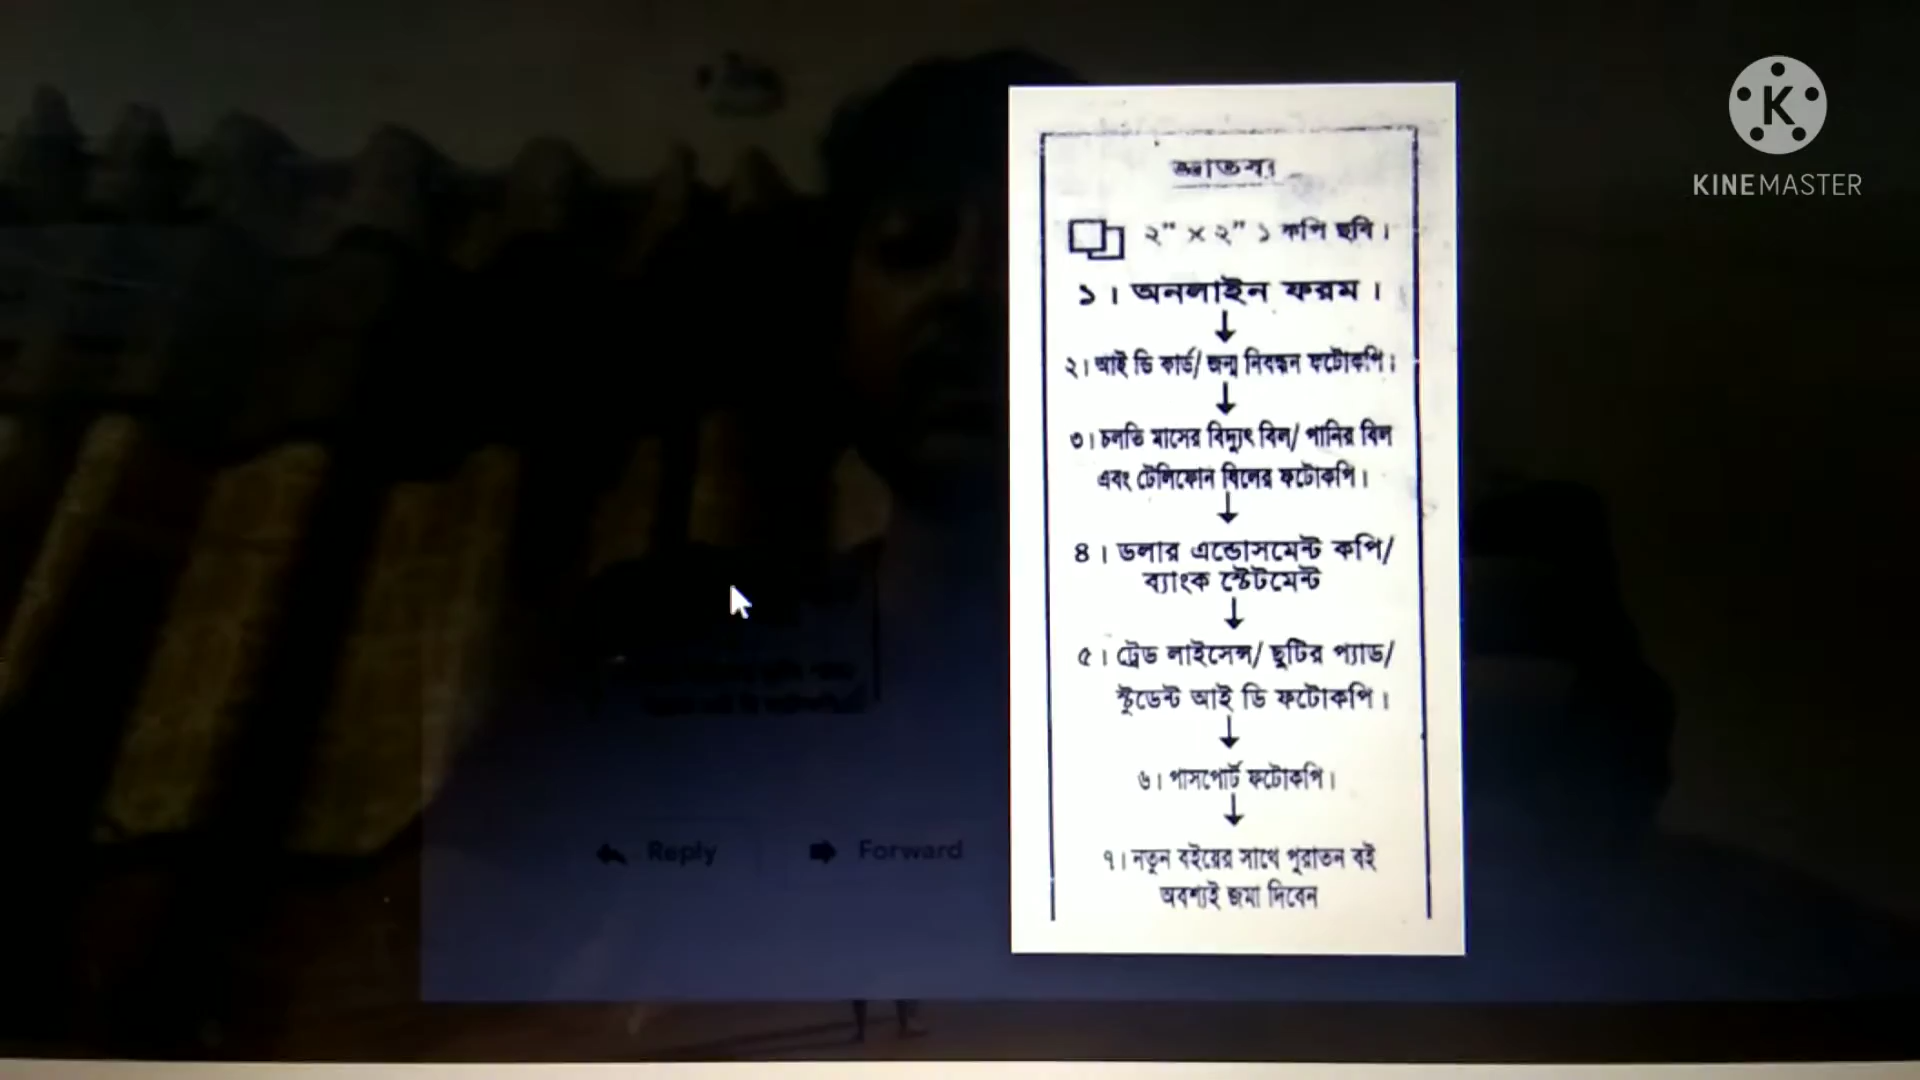 জ্ঞাতব্য
২" × ২" ১ কপি ছবি।
১। অনলাইন ফরম।
২। আই ডি কার্ড/ জন্ম নিবন্ধন ফটোকপি।
৩। চলতি মাসের বিদ্যুৎ বিল/ পানির বিল
এবং টেলিফোন বিলের ফটোকপি।
৪। ডলার এন্ডোসমেন্ট কপি/
ব্যাংক স্টেটমেন্ট
৫। ট্রেড লাইসেন্স/ ছুটির প্যাড/
স্টুডেন্ট আই ডি ফটোকপি।
৬। পাসপোর্ট ফটোকপি।
৭। নতুন বইয়ের সাথে পুরাতন বই
অবশ্যই জমা দিবেন
Reply
Forward
K
KINEMASTER